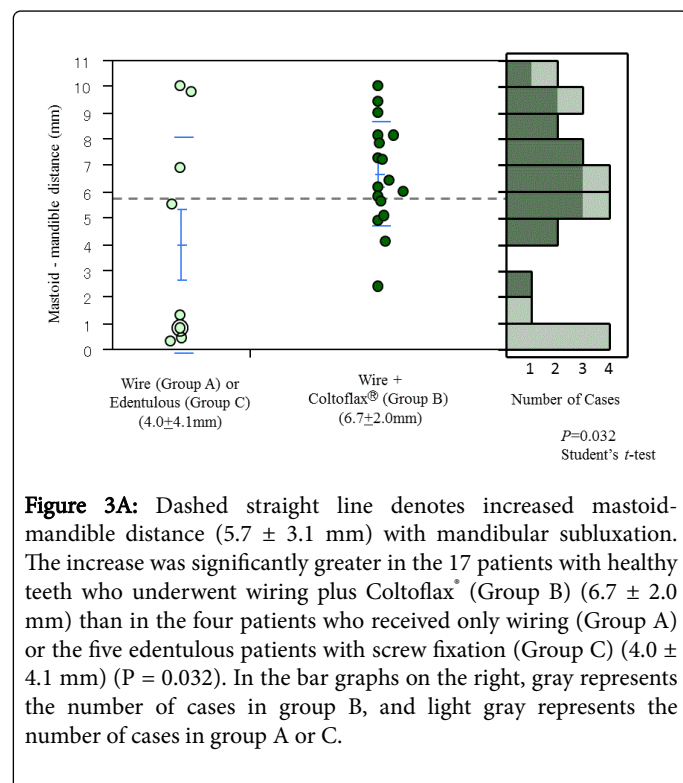 11
10
9
8
7
6
5
4
3
2
1
0
Mastoid - mandible distance (mm)
1 2 3 4
Wire (Group A) or
Edentulous (Group C)
(4.0±4.1mm)
Wire +
Coltoflax® (Group B)
(6.7±2.0mm)
Number of Cases
P=0.032
Student's t-test
Figure 3A: Dashed straight line denotes increased mastoid-
mandible distance (5.7 ± 3.1 mm) with mandibular subluxation.
The increase was significantly greater in the 17 patients with healthy
teeth who underwent wiring plus Coltoflax® (Group B) (6.7 ± 2.0
mm) than in the four patients who received only wiring (Group A)
or the five edentulous patients with screw fixation (Group C) (4.0 ±
4.1 mm) (P = 0.032). In the bar graphs on the right, gray represents
the number of cases in group B, and light gray represents the
number of cases in group A or C.